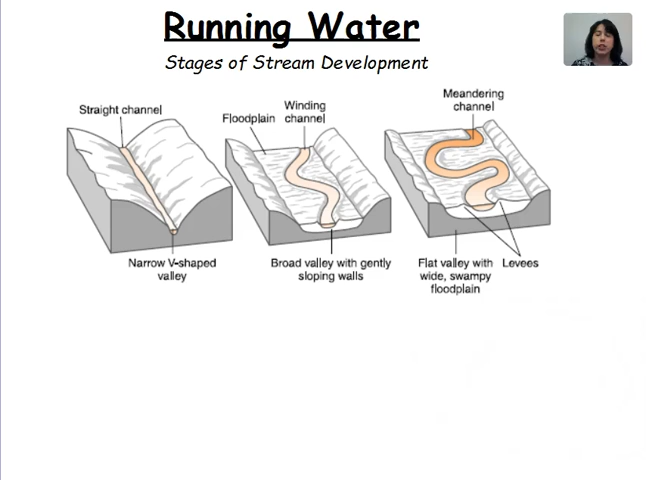 Running Water
Stages of Stream Development
Straight channel
Floodplain
Winding
channel
Meandering
channel
Narrow V-shaped
valley
Broad valley with gently
sloping walls
Flat valley with
wide, swampy
floodplain
Levees